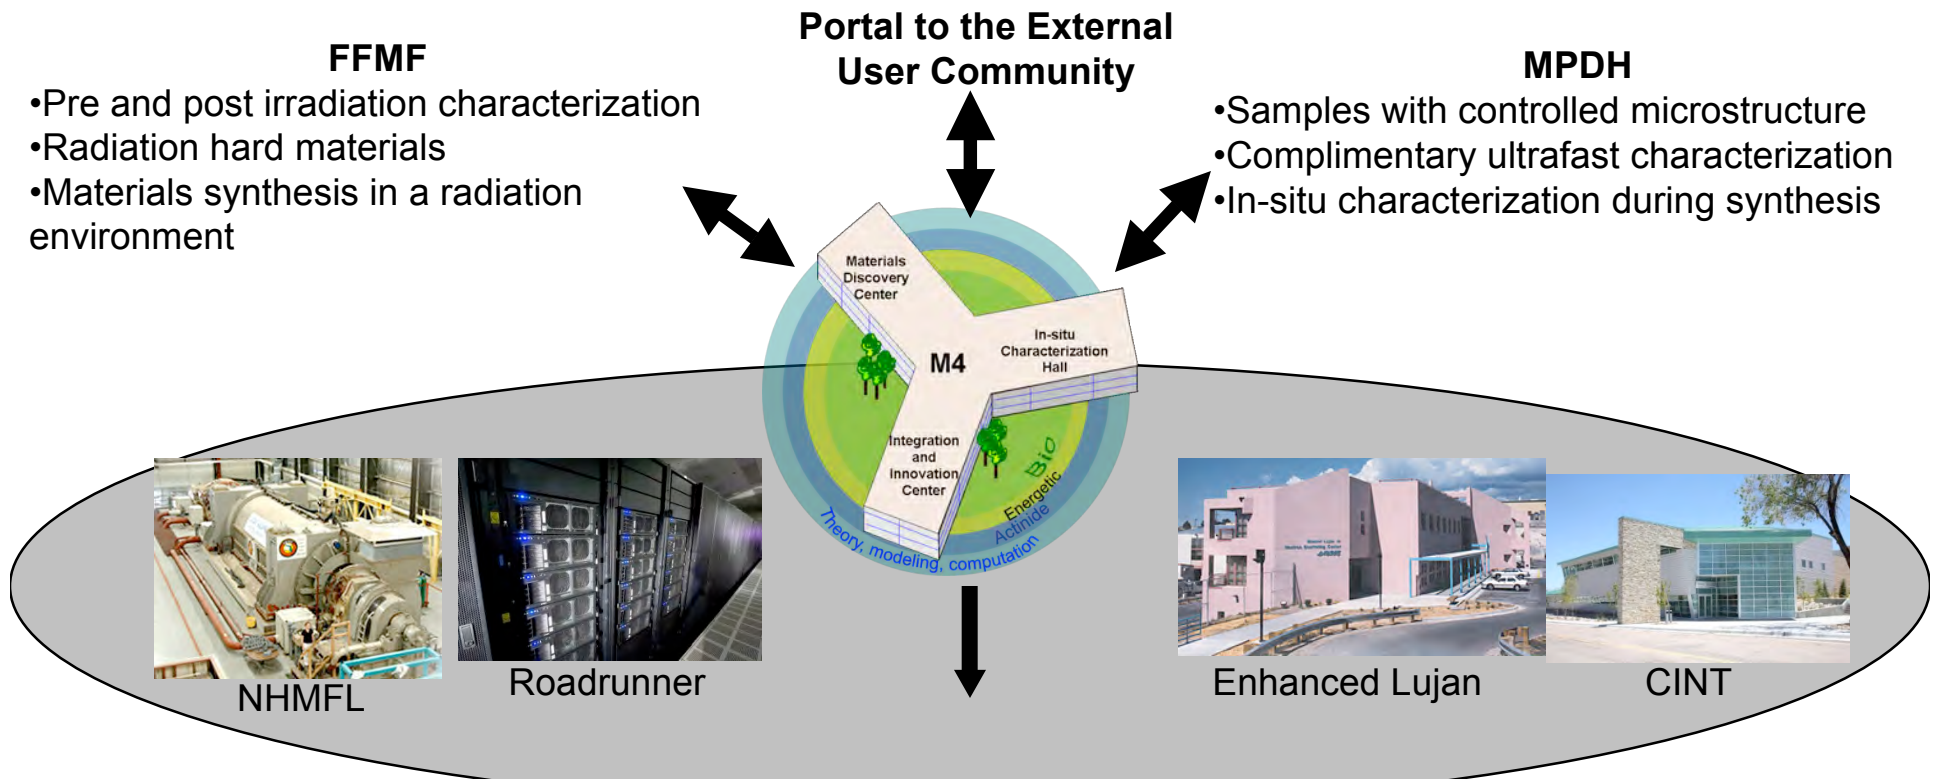 Portal to the External
User Community
FFMF
•Pre and post irradiation characterization
•Radiation hard materials
•Materials synthesis in a radiation
environment
MPDH
•Samples with controlled microstructure
•Complimentary ultrafast characterization
•In-situ characterization during synthesis
Materials
Discovery
Center
In-situ
Characterization
Hall
M4
Integration
and
Innovation
Center
Bio
Energetic
Actinide
Theory, modeling, computation
NHMFL
Roadrunner
Enhanced Lujan
CINT